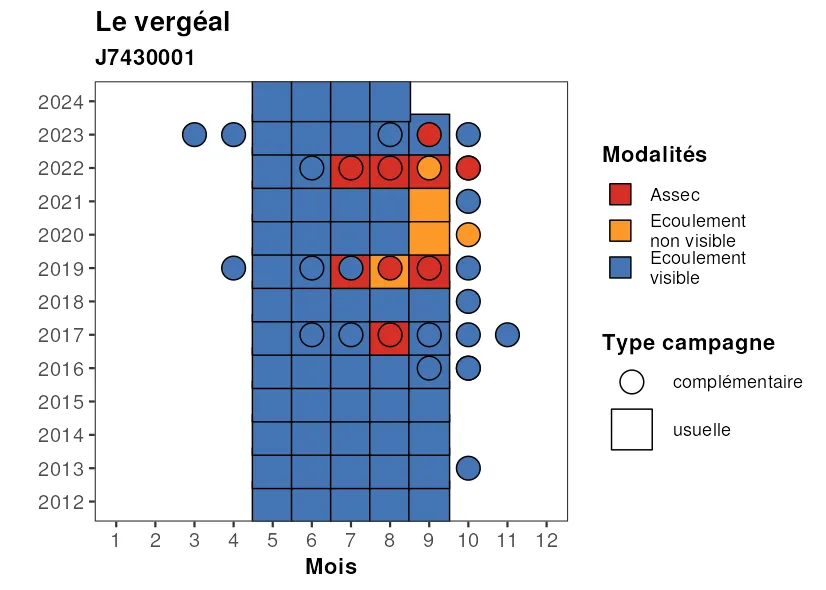 Le vergéal
J7430001
2024
2023
2022
2021
2020
2019
2018
2017
2016
2015
2014
2013
2012
1 2 3 4 5 6 7 8 9 10 11 12
Mois
Modalités
Assec
Ecoulement
non visible
Ecoulement
visible
Type campagne
complémentaire
usuelle